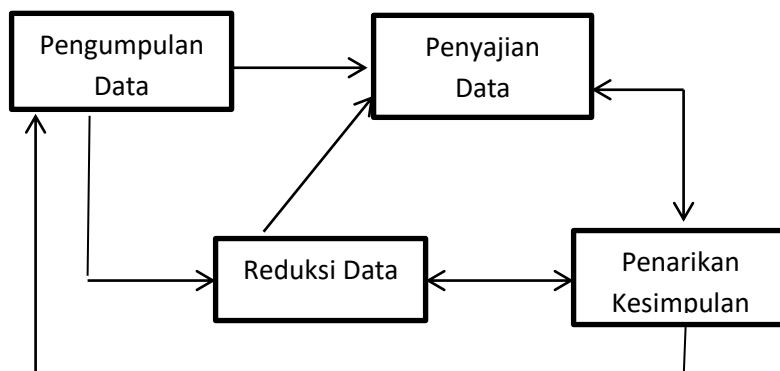 Pengumpulan
Data
Penyajian
Data
Reduksi Data
Penarikan
Kesimpulan